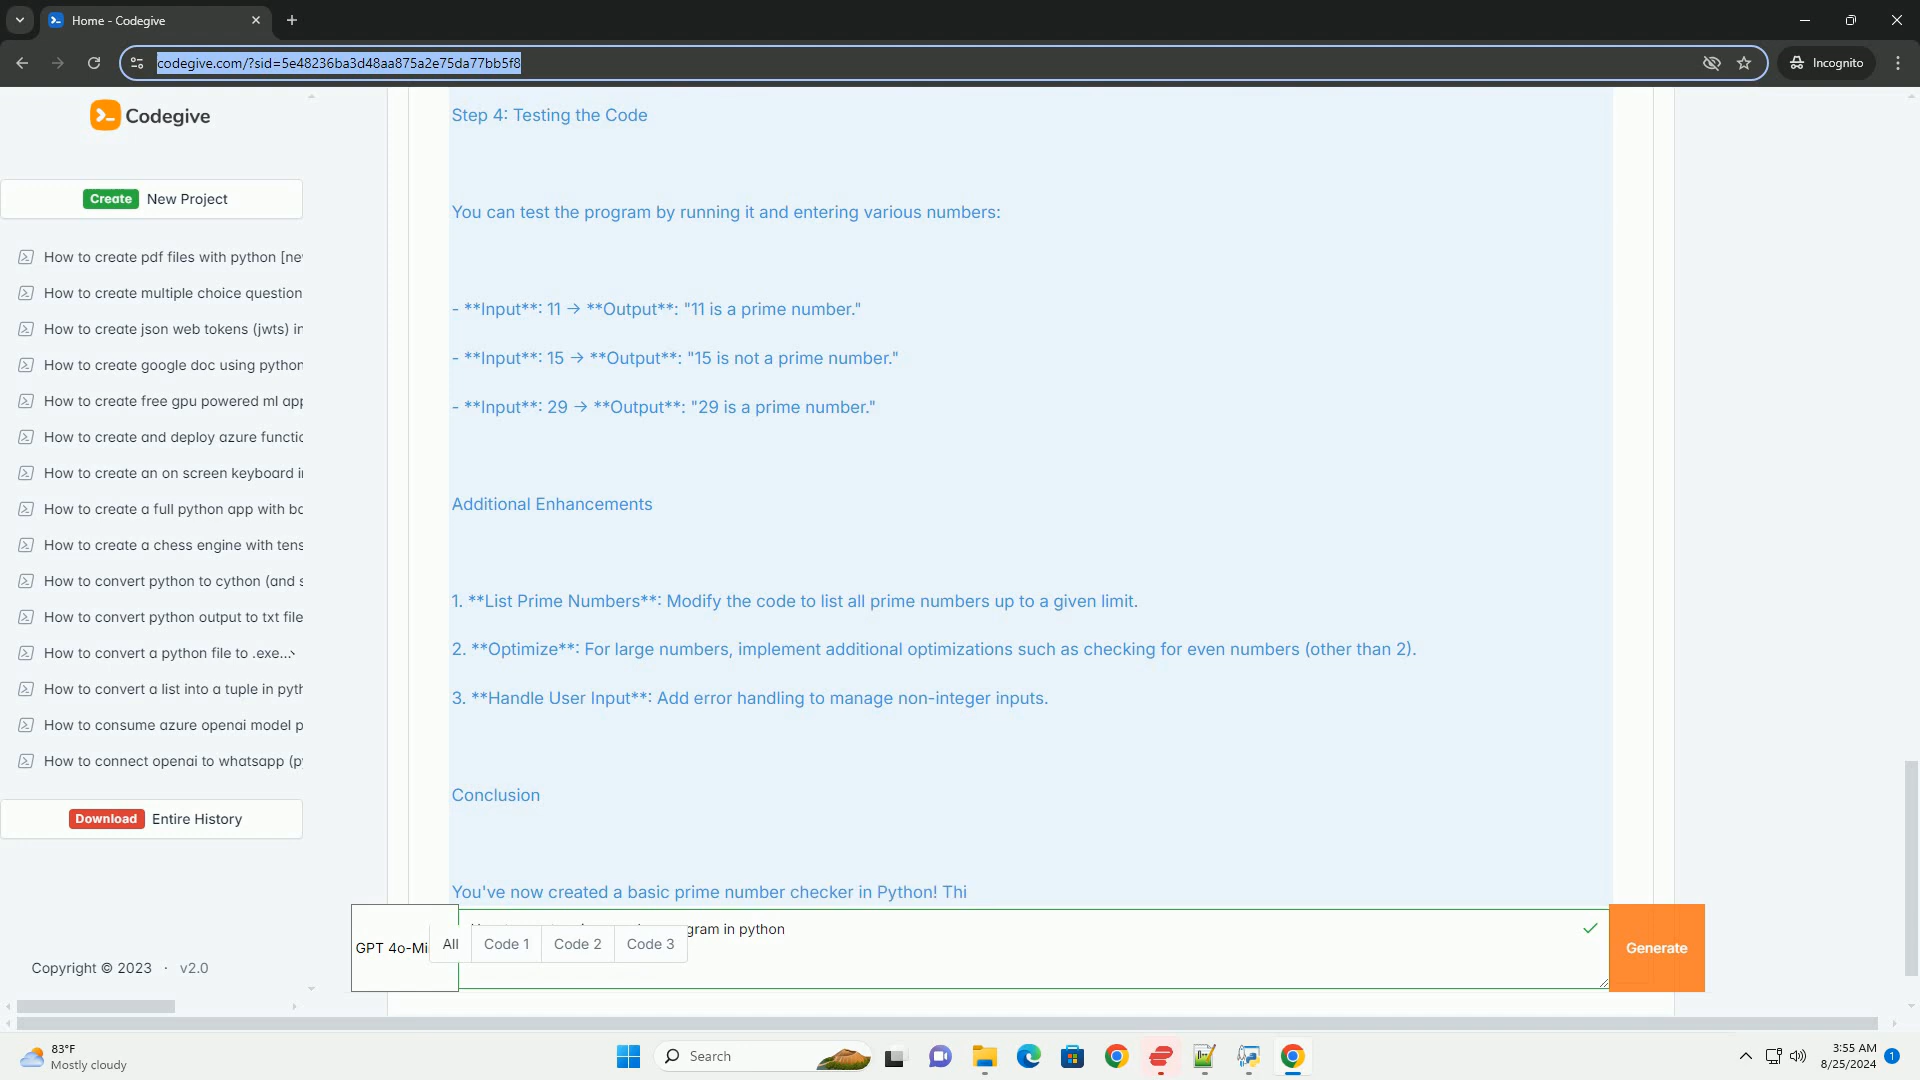 Home - Codegive
codegive.com/?sid=5e48236ba3d48aa875a2e75da77bb5f8
Incognito
Codegive
Create New Project
How to create pdf files with python [ne
How to create multiple choice question
How to create json web tokens (jwts) in
How to create google doc using python
How to create free gpu powered ml app
How to create and deploy azure functio
How to create an on screen keyboard i
How to create a full python app with ba
How to create a chess engine with tens
How to convert python to cython (and s
How to convert python output to txt file
How to convert a python file to .exe...
How to convert a list into a tuple in pyth
How to consume azure openai model p
How to connect openai to whatsapp (py
Download Entire History
Copyright © 2023 · v2.0
Step 4: Testing the Code
You can test the program by running it and entering various numbers:
- **Input**: 11 → **Output**: "11 is a prime number."
- **Input**: 15 → **Output**: "15 is not a prime number."
- **Input**: 29 → **Output**: "29 is a prime number."
Additional Enhancements
1. **List Prime Numbers**: Modify the code to list all prime numbers up to a given limit.
2. **Optimize**: For large numbers, implement additional optimizations such as checking for even numbers (other than 2).
3. **Handle User Input**: Add error handling to manage non-integer inputs.
Conclusion
You've now created a basic prime number checker in Python! Thi
gram in python
GPT 4o-Mi
All Code 1 Code 2 Code 3
Generate
83°F
Mostly cloudy
Search
3:55 AM
8/25/2024
1